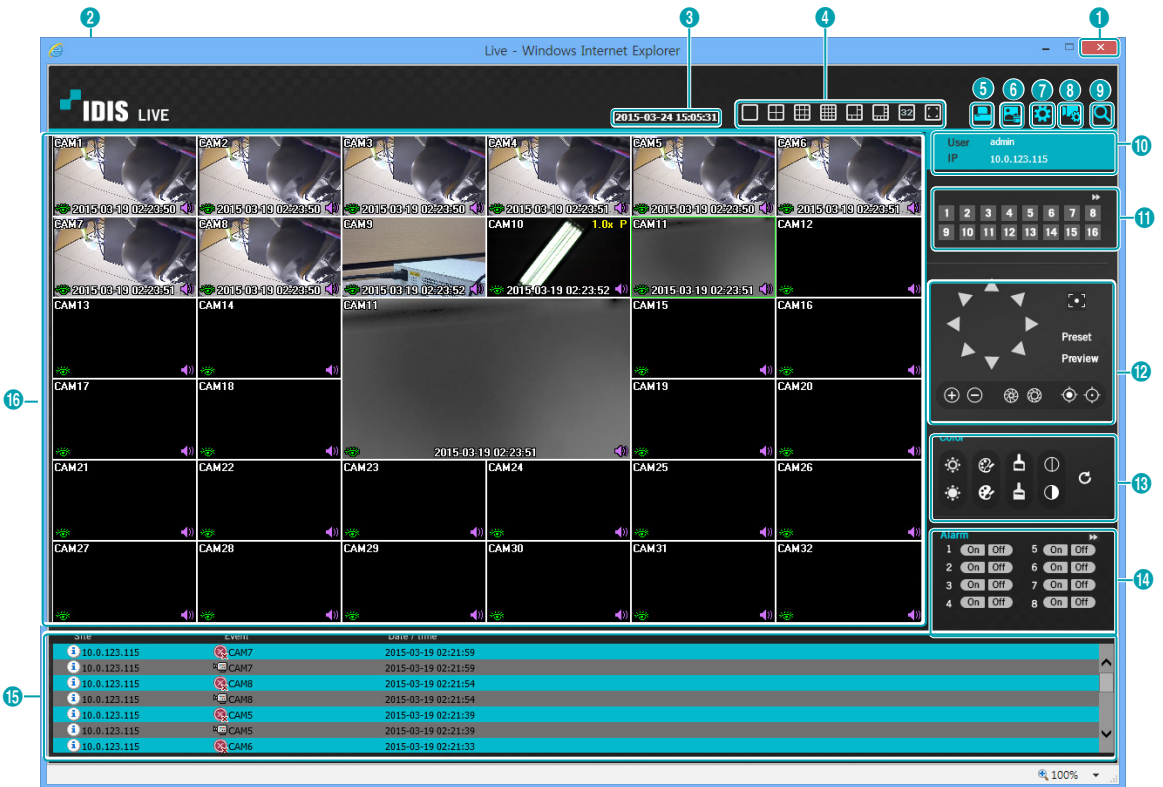 2 3 4 1
Live - Windows Internet Explorer
IDIS LIVE
2015-03-24 15:05:31
32
5 6 7 8 9
User admin
IP 10.0.123.115
10
CAM1 CAM2 CAM3 CAM4 CAM5 CAM6
2015-03-19 02:23:50 2015-03-19 02:23:50 2015-03-19 02:23:50 2015-03-19 02:23:51 2015-03-19 02:23:50 2015-03-19 02:23:51
1 2 3 4 5 6 7 8
9 10 11 12 13 14 15 16
11
CAM7 CAM8 CAM9 CAM10 1.0x P CAM11 CAM12
2015-03-19 02:23:51 2015-03-19 02:23:50 2015-03-19 02:23:52 2015-03-19 02:23:52 2015-03-19 02:23:51
CAM13 CAM14 CAM11 CAM15 CAM16
Preset
Preview
12
CAM17 CAM18 CAM19 CAM20
16
2015-03-19 02:23:51
Color
13
CAM21 CAM22 CAM23 CAM24 CAM25 CAM26
CAM27 CAM28 CAM29 CAM30 CAM31 CAM32
Alarm
1 On Off 5 On Off
2 On Off 6 On Off
3 On Off 7 On Off
4 On Off 8 On Off
14
Site Event Date / Time
10.0.123.115 CAM7 2015-03-19 02:21:59
10.0.123.115 CAM7 2015-03-19 02:21:59
10.0.123.115 CAM8 2015-03-19 02:21:54
10.0.123.115 CAM8 2015-03-19 02:21:54
15
10.0.123.115 CAM5 2015-03-19 02:21:39
10.0.123.115 CAM5 2015-03-19 02:21:39
10.0.123.115 CAM6 2015-03-19 02:21:33
100%